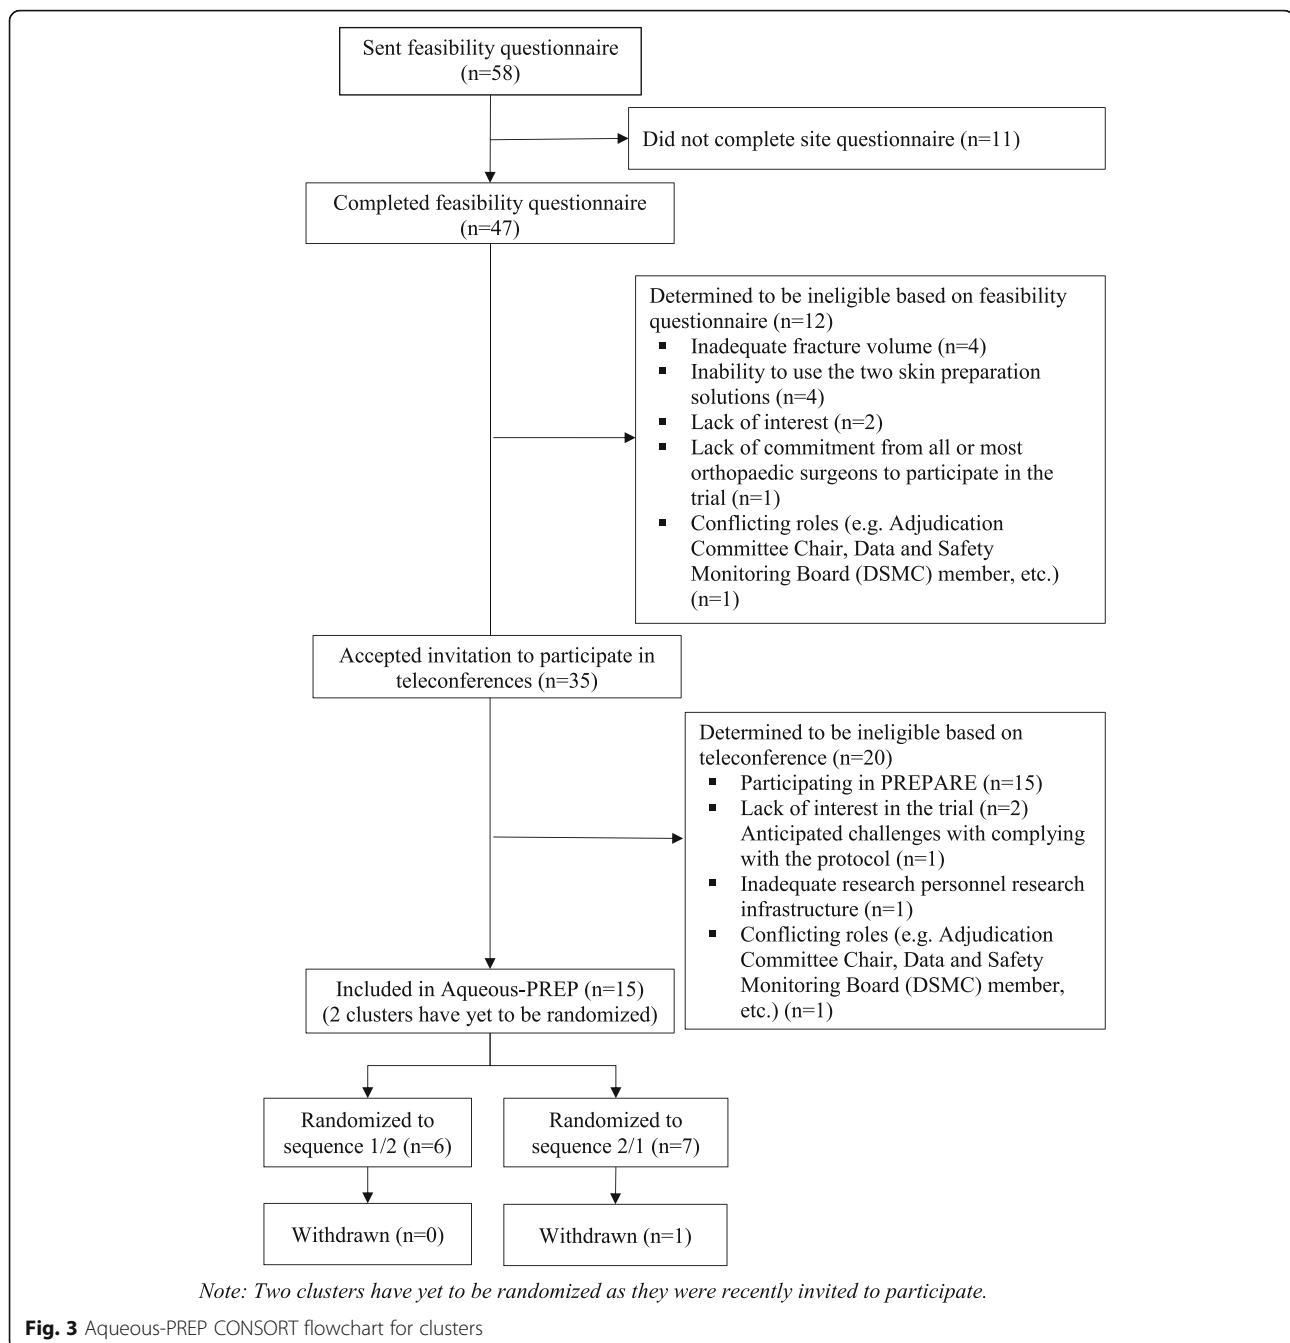 Sent feasibility questionnaire
(n=58)
Did not complete site questionnaire (n=11)
Completed feasibility questionnaire
(n=47)
Determined to be ineligible based on feasibility
questionnaire (n=12)
▪ Inadequate fracture volume (n=4)
▪ Inability to use the two skin preparation
solutions (n=4)
▪ Lack of interest (n=2)
▪ Lack of commitment from all or most
orthopaedic surgeons to participate in the
trial (n=1)
▪ Conflicting roles (e.g. Adjudication
Committee Chair, Data and Safety
Monitoring Board (DSMC) member, etc.)
(n=1)
Accepted invitation to participate in
teleconferences (n=35)
Determined to be ineligible based on
teleconference (n=20)
▪ Participating in PREPARE (n=15)
▪ Lack of interest in the trial (n=2)
Anticipated challenges with complying
with the protocol (n=1)
▪ Inadequate research personnel research
infrastructure (n=1)
▪ Conflicting roles (e.g. Adjudication
Committee Chair, Data and Safety
Monitoring Board (DSMC) member,
etc.) (n=1)
Included in Aqueous-PREP (n=15)
(2 clusters have yet to be randomized)
Randomized to
sequence 1/2 (n=6)
Randomized to
sequence 2/1 (n=7)
Withdrawn (n=0)
Withdrawn (n=1)
Note: Two clusters have yet to be randomized as they were recently invited to participate.
Fig. 3 Aqueous-PREP CONSORT flowchart for clusters